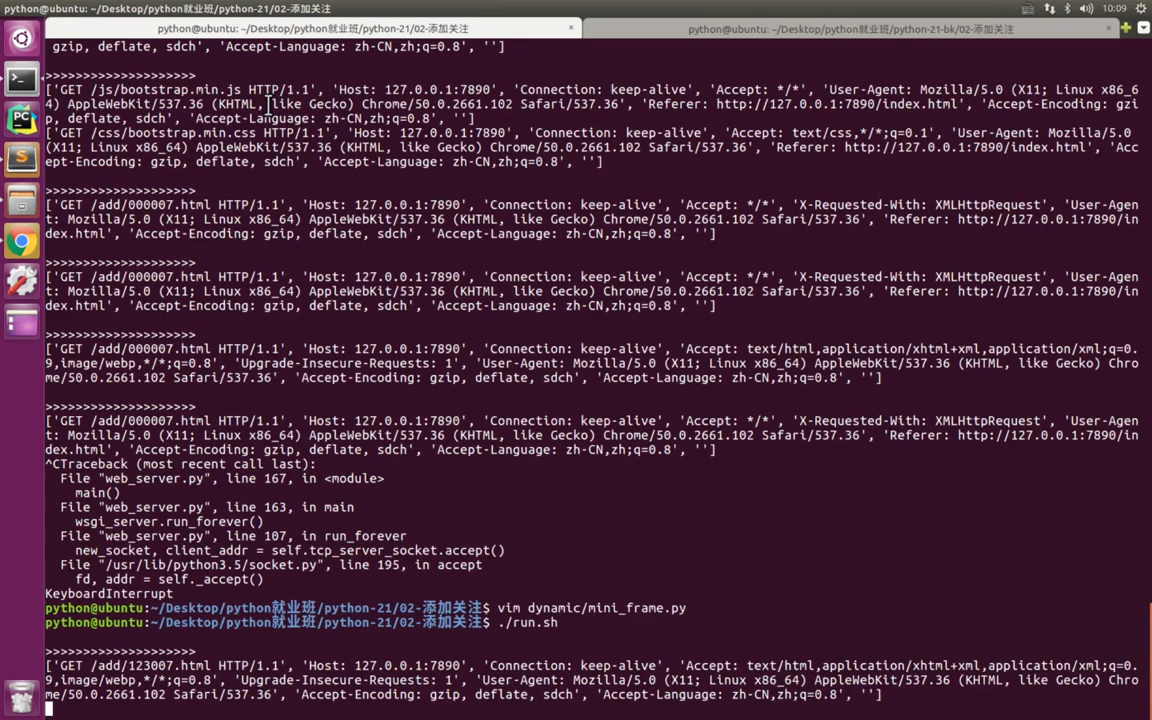 python@ubuntu: ~/Desktop/python就业班/python-21/02-添加关注
10:09
python@ubuntu: ~/Desktop/python就业班/python-21/02-添加关注 ×
python@ubuntu: ~/Desktop/python就业班/python-21-bk/02-添加关注 ×
 gzip, deflate, sdch', 'Accept-Language: zh-CN,zh;q=0.8', '']
>>>>>>>>>>>>>>>>>>>>
['GET /js/bootstrap.min.js HTTP/1.1', 'Host: 127.0.0.1:7890', 'Connection: keep-alive', 'Accept: */*', 'User-Agent: Mozilla/5.0 (X11; Linux x86_6
4) AppleWebKit/537.36 (KHTML, like Gecko) Chrome/50.0.2661.102 Safari/537.36', 'Referer: http://127.0.0.1:7890/index.html', 'Accept-Encoding: gzi
p, deflate, sdch', 'Accept-Language: zh-CN,zh;q=0.8', '']
['GET /css/bootstrap.min.css HTTP/1.1', 'Host: 127.0.0.1:7890', 'Connection: keep-alive', 'Accept: text/css,*/*;q=0.1', 'User-Agent: Mozilla/5.0
(X11; Linux x86_64) AppleWebKit/537.36 (KHTML, like Gecko) Chrome/50.0.2661.102 Safari/537.36', 'Referer: http://127.0.0.1:7890/index.html', 'Acc
ept-Encoding: gzip, deflate, sdch', 'Accept-Language: zh-CN,zh;q=0.8', '']
>>>>>>>>>>>>>>>>>>>>
['GET /add/000007.html HTTP/1.1', 'Host: 127.0.0.1:7890', 'Connection: keep-alive', 'Accept: */*', 'X-Requested-With: XMLHttpRequest', 'User-Agen
t: Mozilla/5.0 (X11; Linux x86_64) AppleWebKit/537.36 (KHTML, like Gecko) Chrome/50.0.2661.102 Safari/537.36', 'Referer: http://127.0.0.1:7890/in
dex.html', 'Accept-Encoding: gzip, deflate, sdch', 'Accept-Language: zh-CN,zh;q=0.8', '']
>>>>>>>>>>>>>>>>>>>>
['GET /add/000007.html HTTP/1.1', 'Host: 127.0.0.1:7890', 'Connection: keep-alive', 'Accept: */*', 'X-Requested-With: XMLHttpRequest', 'User-Agen
t: Mozilla/5.0 (X11; Linux x86_64) AppleWebKit/537.36 (KHTML, like Gecko) Chrome/50.0.2661.102 Safari/537.36', 'Referer: http://127.0.0.1:7890/in
dex.html', 'Accept-Encoding: gzip, deflate, sdch', 'Accept-Language: zh-CN,zh;q=0.8', '']
>>>>>>>>>>>>>>>>>>>>
['GET /add/000007.html HTTP/1.1', 'Host: 127.0.0.1:7890', 'Connection: keep-alive', 'Accept: text/html,application/xhtml+xml,application/xml;q=0.
9,image/webp,*/*;q=0.8', 'Upgrade-Insecure-Requests: 1', 'User-Agent: Mozilla/5.0 (X11; Linux x86_64) AppleWebKit/537.36 (KHTML, like Gecko) Chro
me/50.0.2661.102 Safari/537.36', 'Accept-Encoding: gzip, deflate, sdch', 'Accept-Language: zh-CN,zh;q=0.8', '']
>>>>>>>>>>>>>>>>>>>>
['GET /add/000007.html HTTP/1.1', 'Host: 127.0.0.1:7890', 'Connection: keep-alive', 'Accept: */*', 'X-Requested-With: XMLHttpRequest', 'User-Agen
t: Mozilla/5.0 (X11; Linux x86_64) AppleWebKit/537.36 (KHTML, like Gecko) Chrome/50.0.2661.102 Safari/537.36', 'Referer: http://127.0.0.1:7890/in
dex.html', 'Accept-Encoding: gzip, deflate, sdch', 'Accept-Language: zh-CN,zh;q=0.8', '']
^CTraceback (most recent call last):
  File "web_server.py", line 167, in <module>
    main()
  File "web_server.py", line 163, in main
    wsgi_server.run_forever()
  File "web_server.py", line 107, in run_forever
    new_socket, client_addr = self.tcp_server_socket.accept()
  File "/usr/lib/python3.5/socket.py", line 195, in accept
    fd, addr = self._accept()
KeyboardInterrupt
python@ubuntu:~/Desktop/python就业班/python-21/02-添加关注$ vim dynamic/mini_frame.py
python@ubuntu:~/Desktop/python就业班/python-21/02-添加关注$ ./run.sh
>>>>>>>>>>>>>>>>>>>>
['GET /add/123007.html HTTP/1.1', 'Host: 127.0.0.1:7890', 'Connection: keep-alive', 'Accept: text/html,application/xhtml+xml,application/xml;q=0.
9,image/webp,*/*;q=0.8', 'Upgrade-Insecure-Requests: 1', 'User-Agent: Mozilla/5.0 (X11; Linux x86_64) AppleWebKit/537.36 (KHTML, like Gecko) Chro
me/50.0.2661.102 Safari/537.36', 'Accept-Encoding: gzip, deflate, sdch', 'Accept-Language: zh-CN,zh;q=0.8', '']